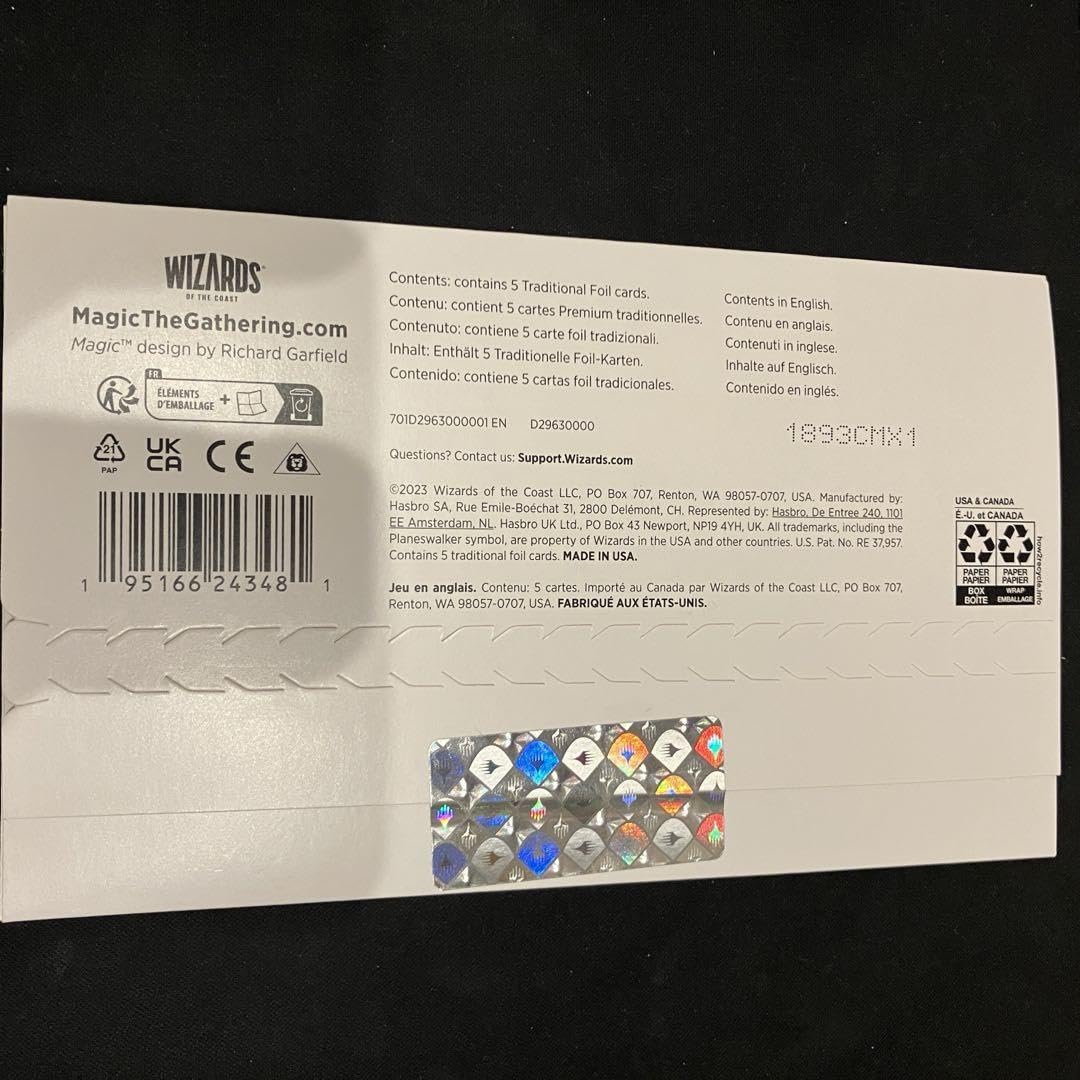 WIZARDS
OF THE COAST
MagicTheGathering.com
Magic™ design by Richard Garfield
FR
ÉLÉMENTS
D'EMBALLAGE +
21
PAP
UK
CA
CE
1 95166 24348 1
Contents: contains 5 Traditional Foil cards.
Contenu: contient 5 cartes Premium traditionnelles.
Contenuto: contiene 5 carte foil tradizionali.
Inhalt: Enthält 5 Traditionelle Foil-Karten.
Contenido: contiene 5 cartas foil tradicionales.
Contents in English.
Contenu en anglais.
Contenuti in inglese.
Inhalte auf Englisch.
Contenido en inglés.
701D2963000001 EN D29630000
1893CMX1
Questions? Contact us: Support.Wizards.com
©2023 Wizards of the Coast LLC, PO Box 707, Renton, WA 98057-0707, USA. Manufactured by:
Hasbro SA, Rue Emile-Boéchat 31, 2800 Delémont, CH. Represented by: Hasbro, De Entree 240, 1101
EE Amsterdam, NL. Hasbro UK Ltd., PO Box 43 Newport, NP19 4YH, UK. All trademarks, including the
Planeswalker symbol, are property of Wizards in the USA and other countries. U.S. Pat. No. RE 37,957.
Contains 5 traditional foil cards. MADE IN USA.
Jeu en anglais. Contenu: 5 cartes. Importé au Canada par Wizards of the Coast LLC, PO Box 707,
Renton, WA 98057-0707, USA. FABRIQUÉ AUX ÉTATS-UNIS.
USA & CANADA
É.-U. et CANADA
PAPER
PAPIER
BOX
BOÎTE
PAPER
PAPIER
WRAP
EMBALLAGE
how2recycle.info